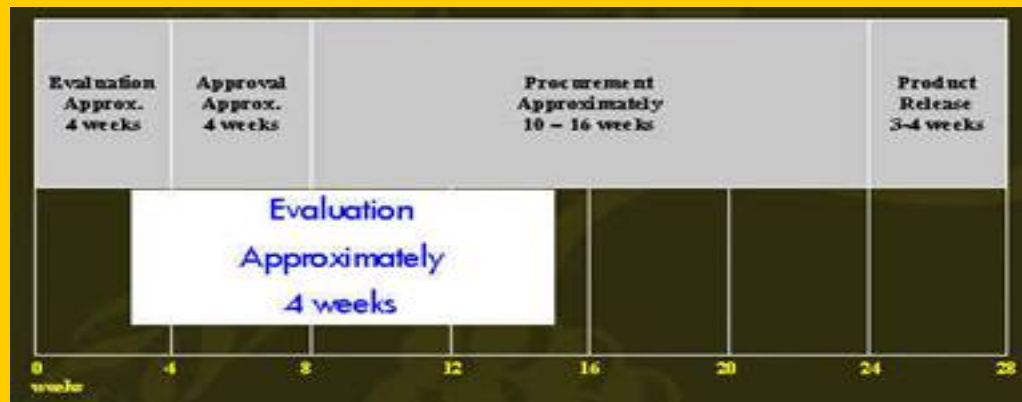 Evaluation
Approx.
4 weeks
Approval
Approx.
4 weeks
Procurement
Approximately
10 – 16 weeks
Product
Release
3-4 weeks
Evaluation
Approximately
4 weeks
0 4 8 12 16 20 24 28
weeks